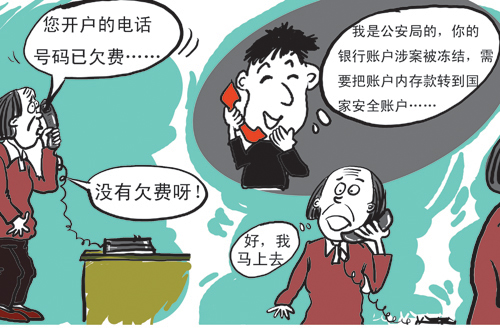 您开户的电话
号码已欠费……
没有欠费呀！
我是公安局的，你的
银行账户涉案被冻结，需
要把账户内存款转到国
家安全账户……
好，我
马上去